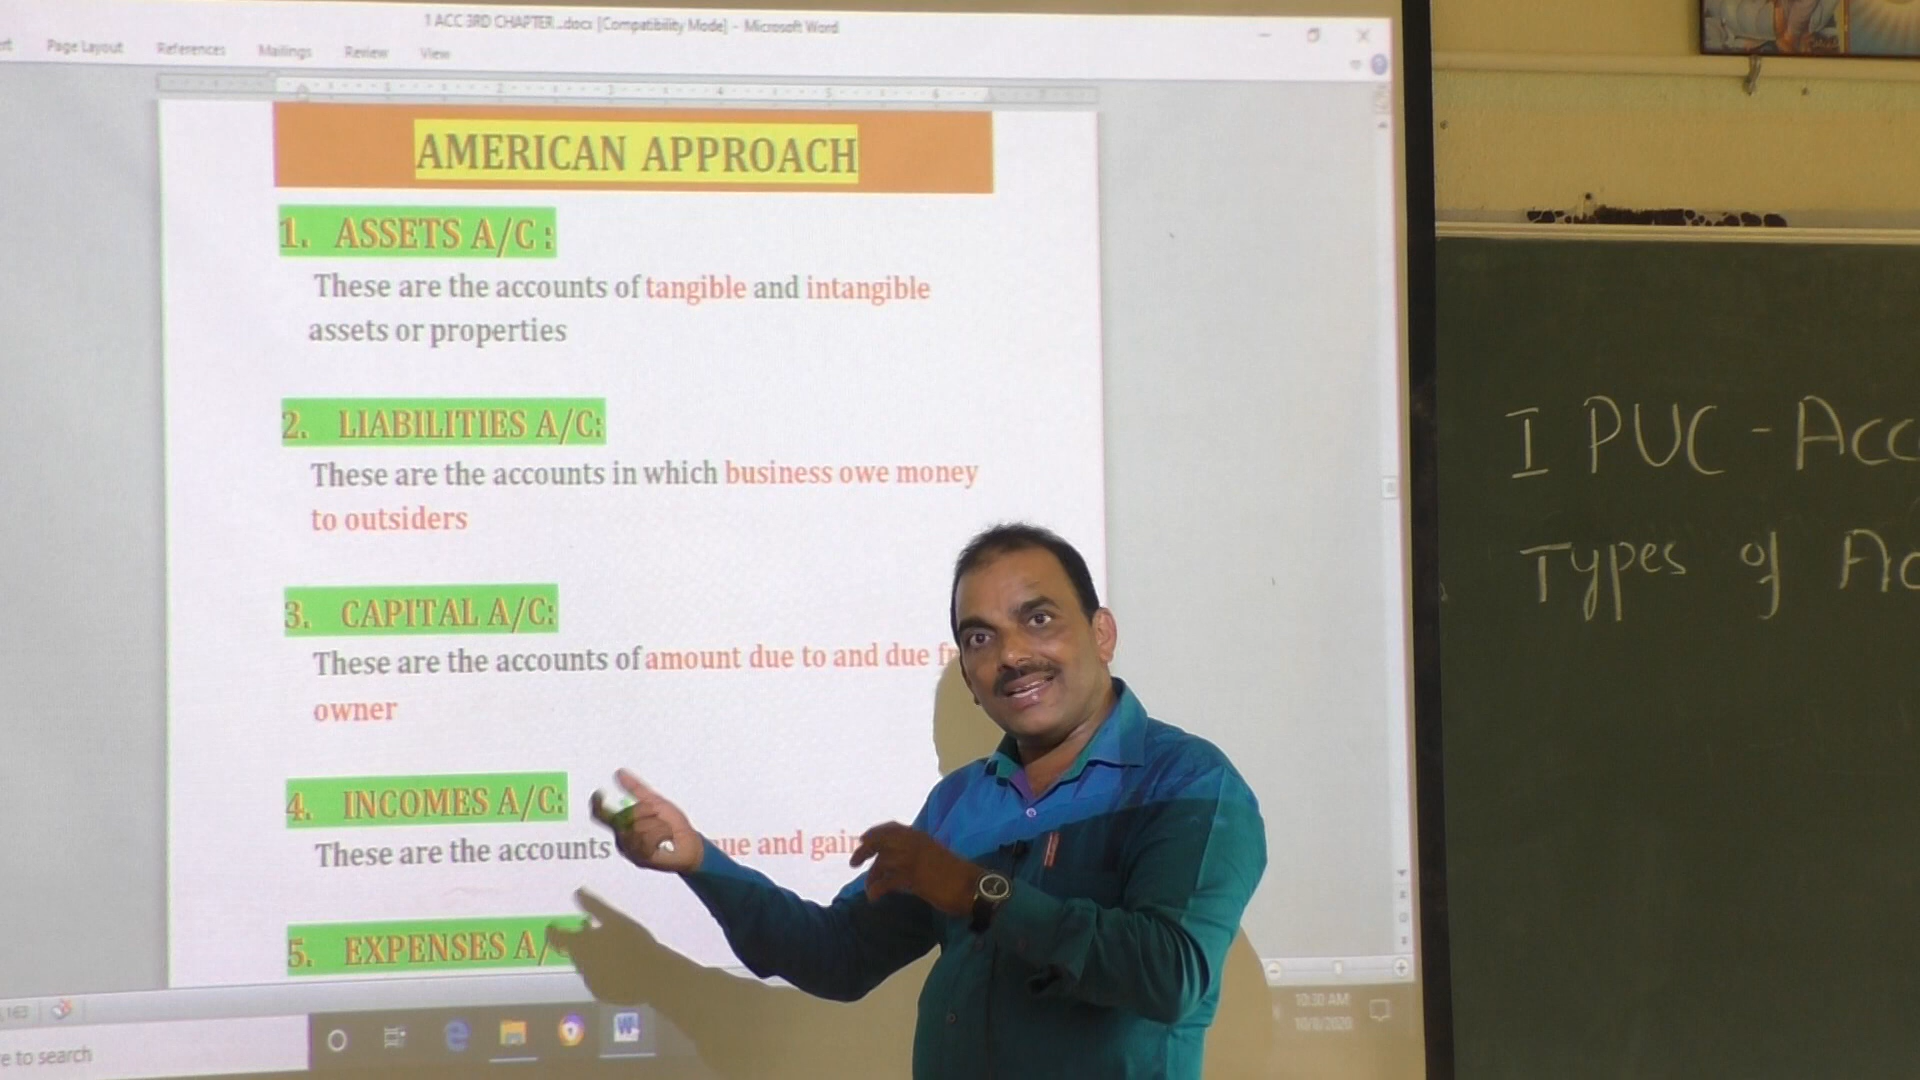 1 ACC 3RD CHAPTER...docx [Compatibility Mode] - Microsoft Word
Page Layout References Mailings Review View
AMERICAN APPROACH
1. ASSETS A/C :
These are the accounts of tangible and intangible
assets or properties
2. LIABILITIES A/C:
These are the accounts in which business owe money
to outsiders
3. CAPITAL A/C:
These are the accounts of amount due to and due
owner
4. INCOMES A/C:
These are the accounts and
5. EXPENSES
to search
10:30 AM
I PUC - Acc
Types of